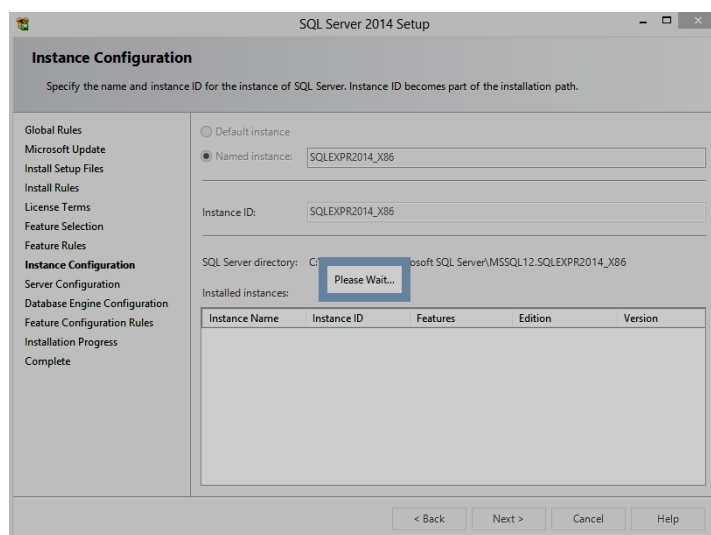 SQL Server 2014 Setup
Instance Configuration
Specify the name and instance ID for the instance of SQL Server. Instance ID becomes part of the installation path.
Global Rules
Microsoft Update
Install Setup Files
Install Rules
License Terms
Feature Selection
Feature Rules
Instance Configuration
Server Configuration
Database Engine Configuration
Feature Configuration Rules
Installation Progress
Complete
Default instance
Named instance: SQLEXPR2014_X86
Instance ID: SQLEXPR2014_X86
SQL Server directory: C:\ osoft SQL Server\MSSQL12.SQLEXPR2014_X86
Please Wait...
Installed instances:
Instance Name Instance ID Features Edition Version
< Back Next > Cancel Help